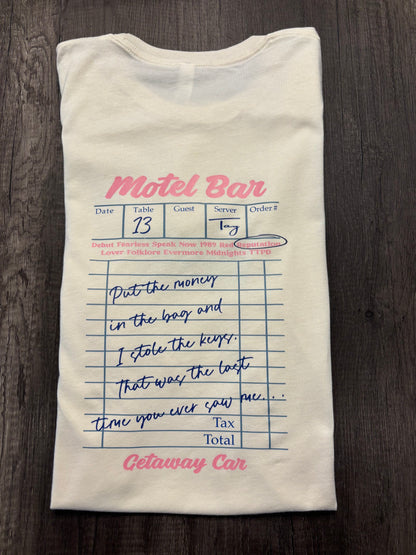 Motel Bar
Date Table Guest Server Order #
13 Tay
Debut Fearless Speak Now 1989 Red Reputation
Lover Folklore Evermore Midnights TTPD
Put the money
in the bag and
I stole the keys.
That was the last
time you ever saw me...
Tax
Total
Getaway Car